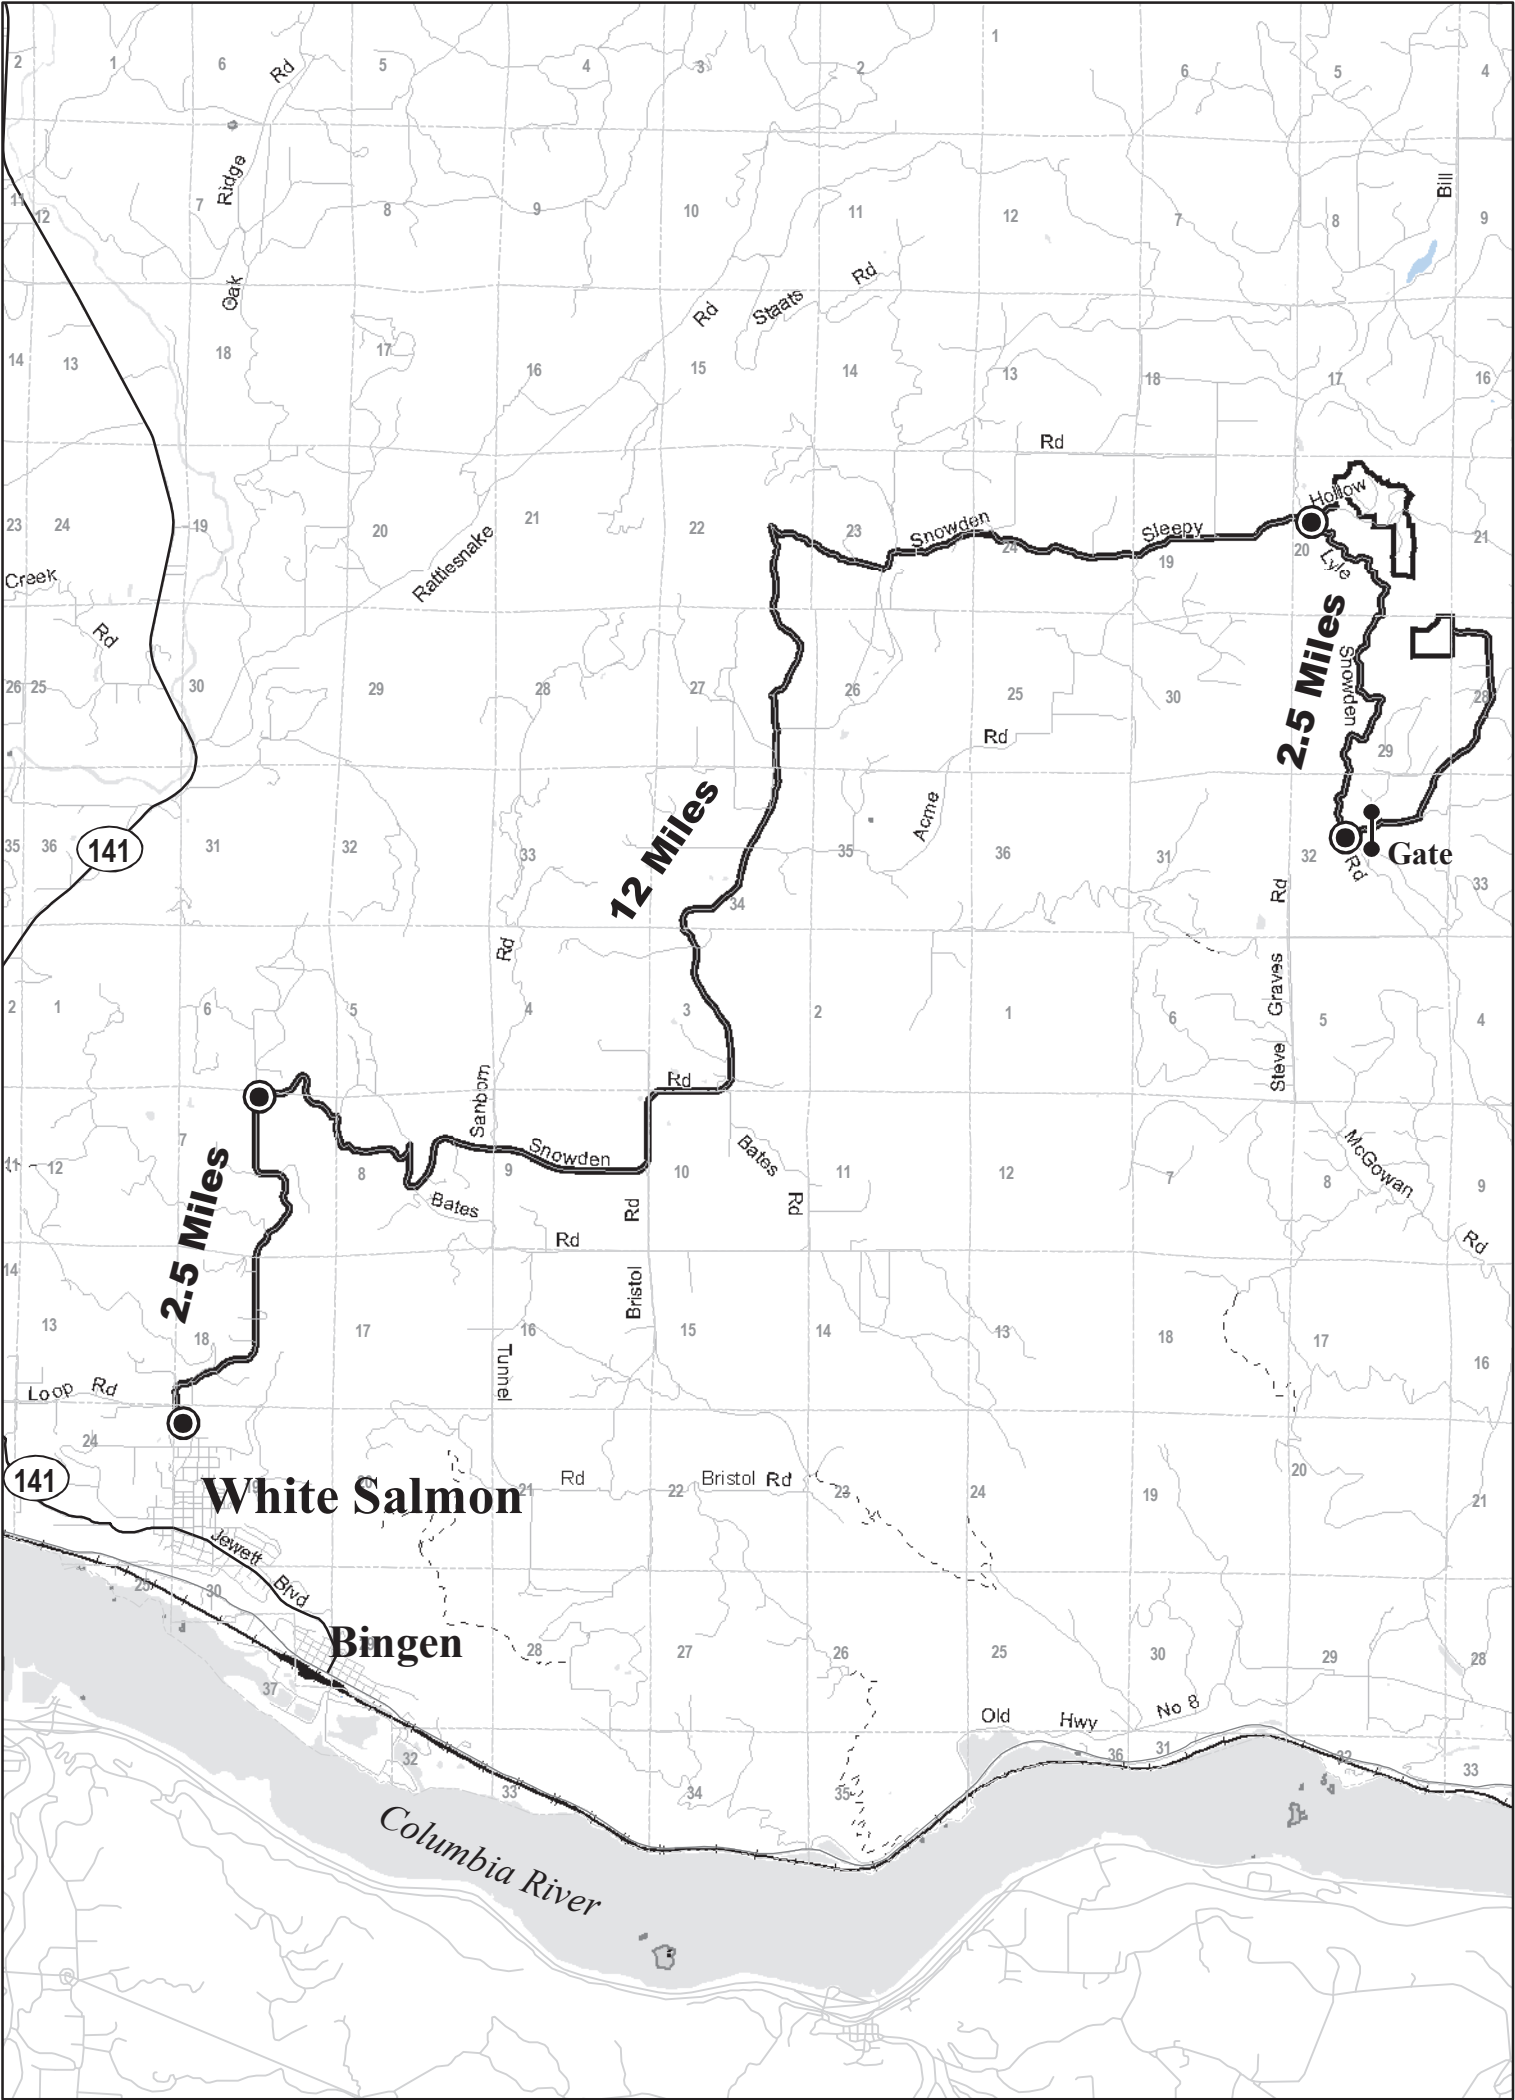 1
2 1 6 Rd 5 4 3 2 6 5 4
Bill
Ridge
11 12 7 8 9 10 11 12 7 8 9
Oak
Rd Staats Rd
14 13 18 17 16 15 14 13 18 17 16
Rd
Hollow
23 24 19 20 21 22 23 Snowden 24 Sleepy 19 20 21
Rattlesnake
Lyle
Creek
Rd
2.5 Miles
Snowden
26 25 30 29 28 27 26 25 30 29 28
Rd
12 Miles
Acme
35 36 141 31 32 33 34 35 36 31 32 33
Gate
Rd
Rd
Rd
Steve Graves
2 1 6 5 4 3 2 1 6 5 4
Rd
Sanborn
Snowden
Bates
McGowan
11 12 7 8 9 10 11 12 7 8 9
2.5 Miles
Bates
Rd
Rd
Rd
Rd
Bristol
14
13 18 17 16 15 14 13 18 17 16
Tunnel
Loop Rd
24
141
White Salmon
19 20 21 Rd 22 Bristol Rd 23 24 19 20 21
Jewett
Blvd
25 30
Bingen
29 28 27 26 25 30 29 28
37
Old Hwy No 8
32 33 34 35 36 31 32 33
Columbia River